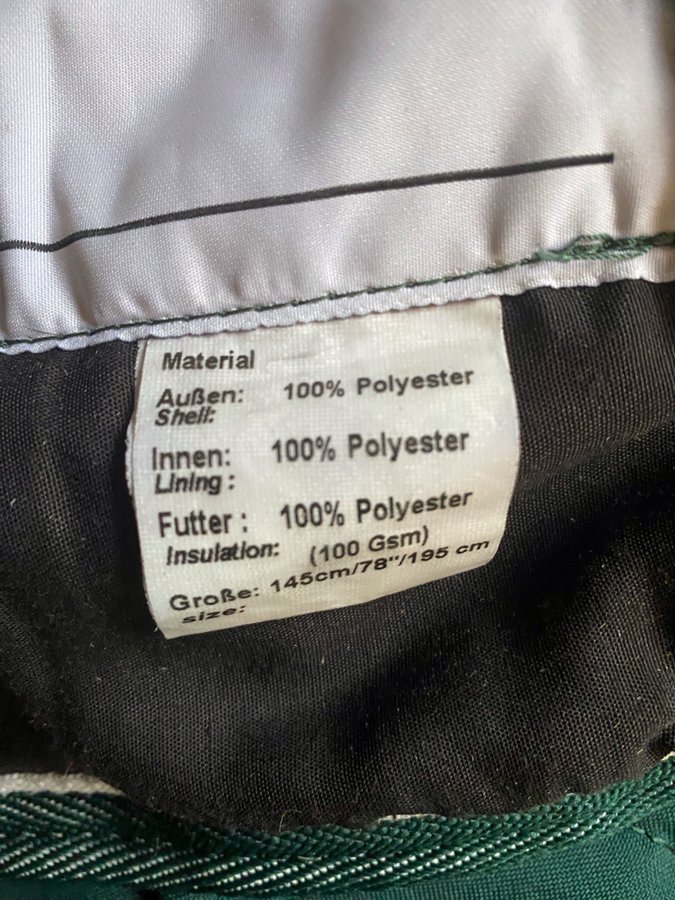 Material
Außen: 100% Polyester
Shell:
Innen: 100% Polyester
Lining :
Futter : 100% Polyester
Insulation: (100 Gsm)
Große: 145cm/78"/195 cm
size: